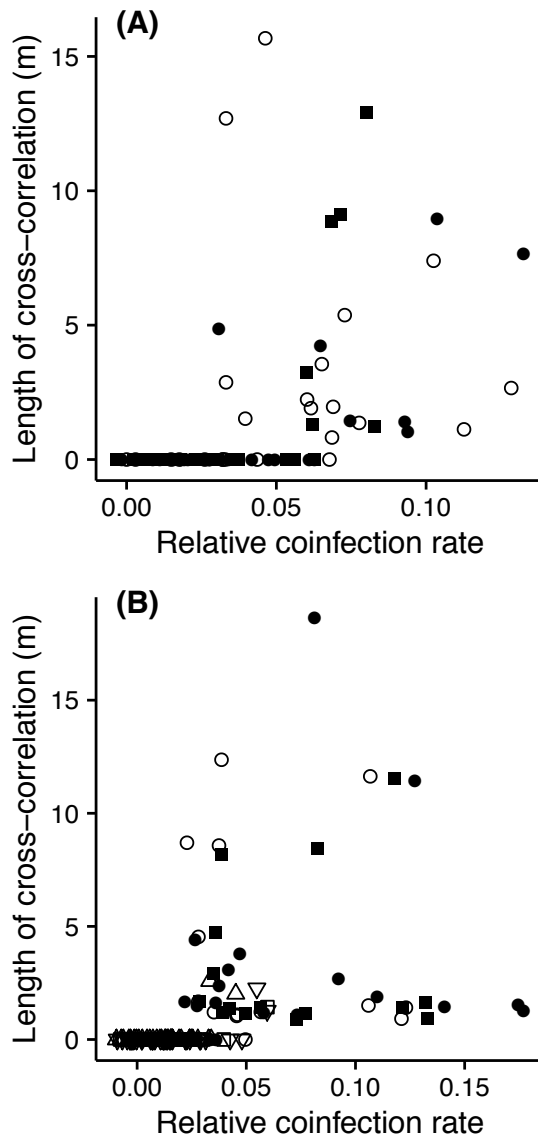 (A)
Length of cross−correlation (m)
15
10
5
0
0.00 0.05 0.10
Relative coinfection rate
(B)
Length of cross−correlation (m)
15
10
5
0
0.00 0.05 0.10 0.15
Relative coinfection rate